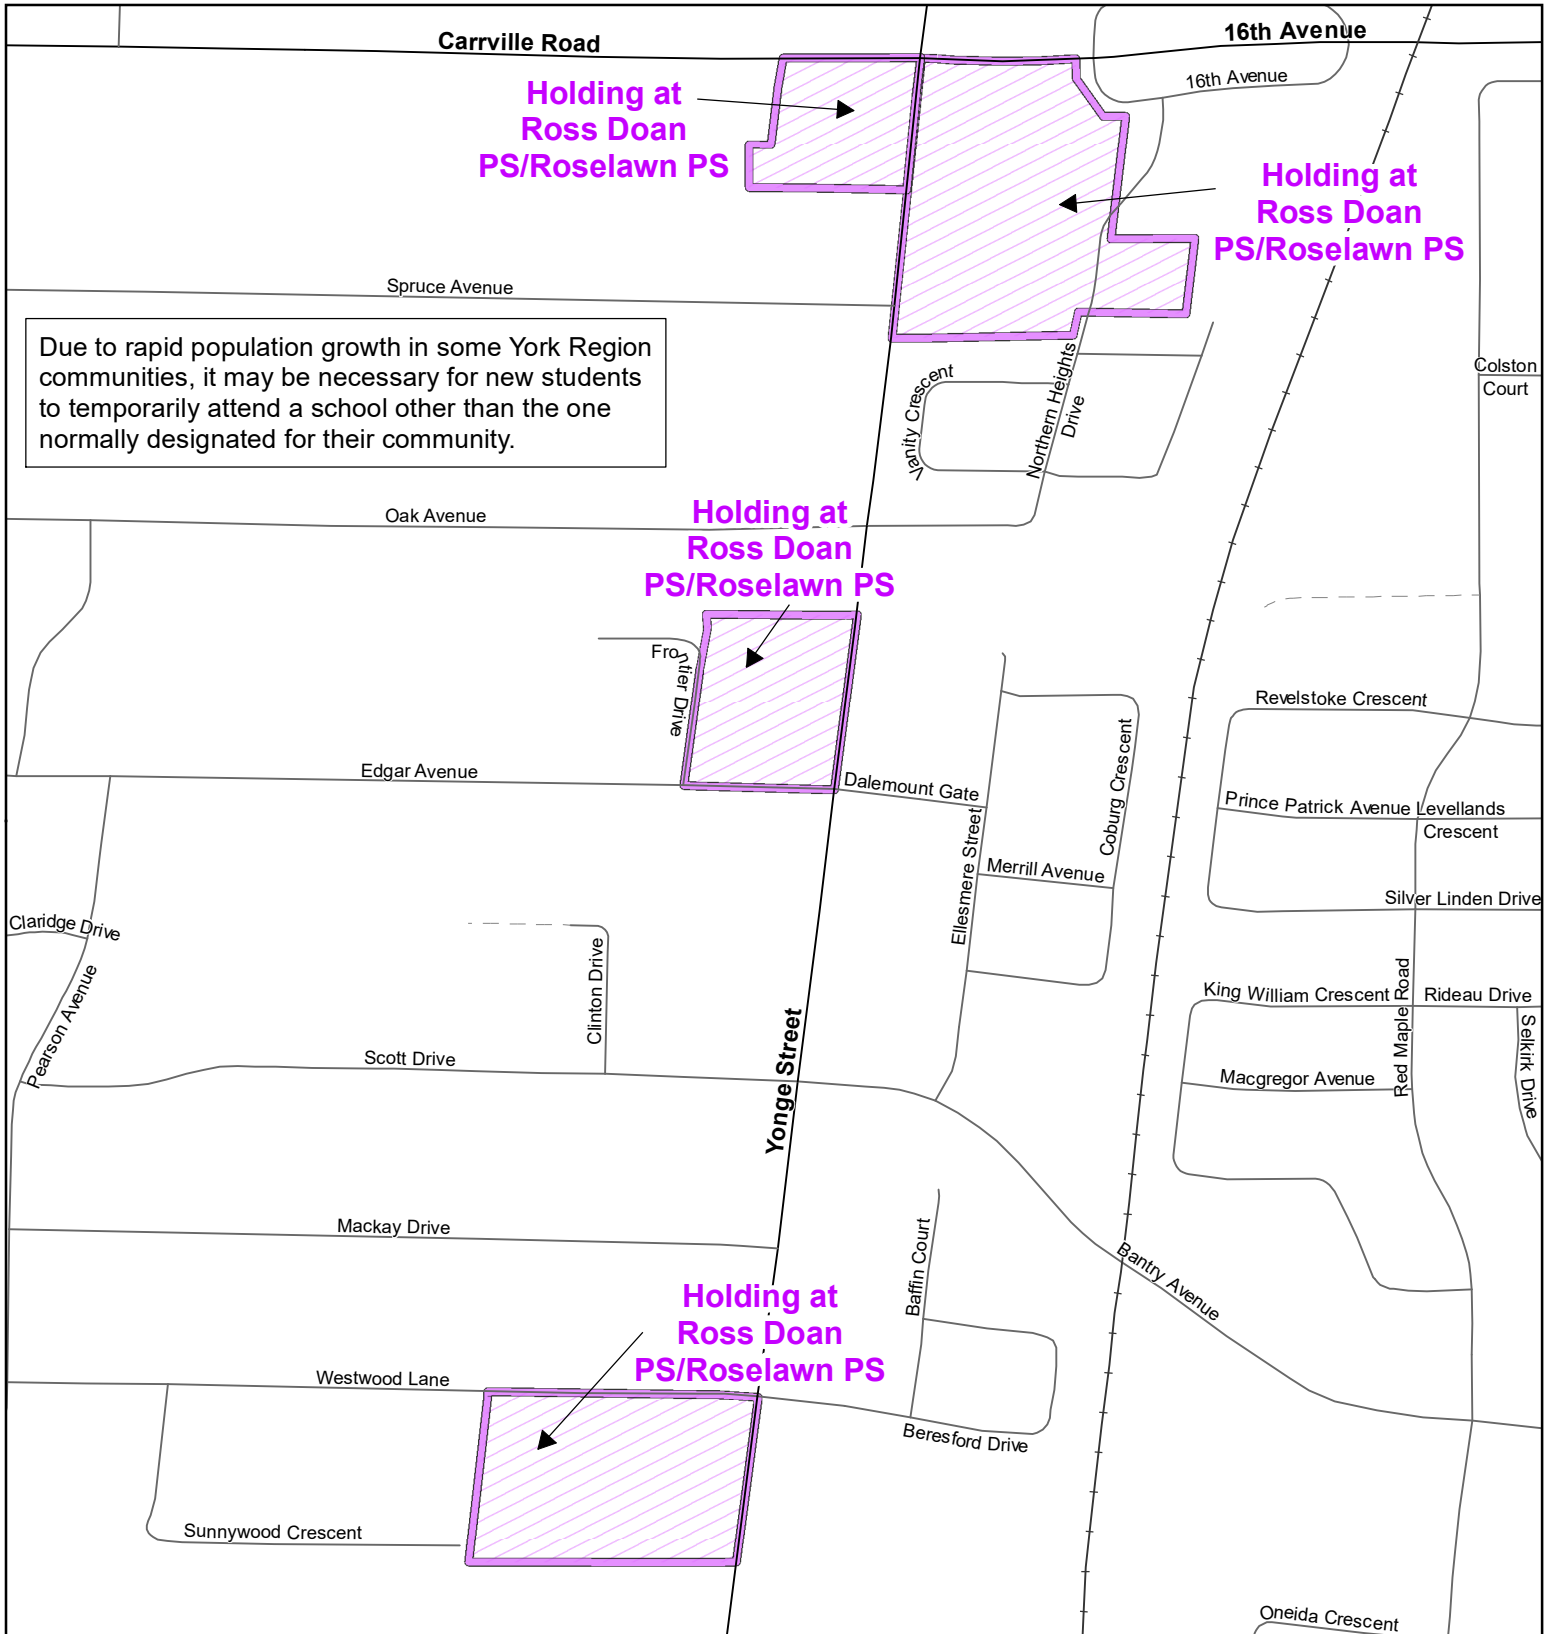 Carrville Road
16th Avenue
16th Avenue
Holding at
Ross Doan
PS/Roselawn PS
Holding at
Ross Doan
PS/Roselawn PS
Spruce Avenue
Due to rapid population growth in some York Region
communities, it may be necessary for new students
to temporarily attend a school other than the one
normally designated for their community.
Vanity Crescent
Northern Heights
Drive
Colston
Court
Oak Avenue
Holding at
Ross Doan
PS/Roselawn PS
Frontier Drive
Revelstoke Crescent
Edgar Avenue
Dalemount Gate
Coburg Crescent
Prince Patrick Avenue
Levellands
Crescent
Ellesmere Street
Merrill Avenue
Silver Linden Drive
Claridge Drive
Pearson Avenue
Clinton Drive
King William Crescent
Red Maple Road
Rideau Drive
Selkirk Drive
Scott Drive
Yonge Street
Macgregor Avenue
Mackay Drive
Baffin Court
Bantry Avenue
Holding at
Ross Doan
PS/Roselawn PS
Westwood Lane
Beresford Drive
Sunnywood Crescent
Oneida Crescent